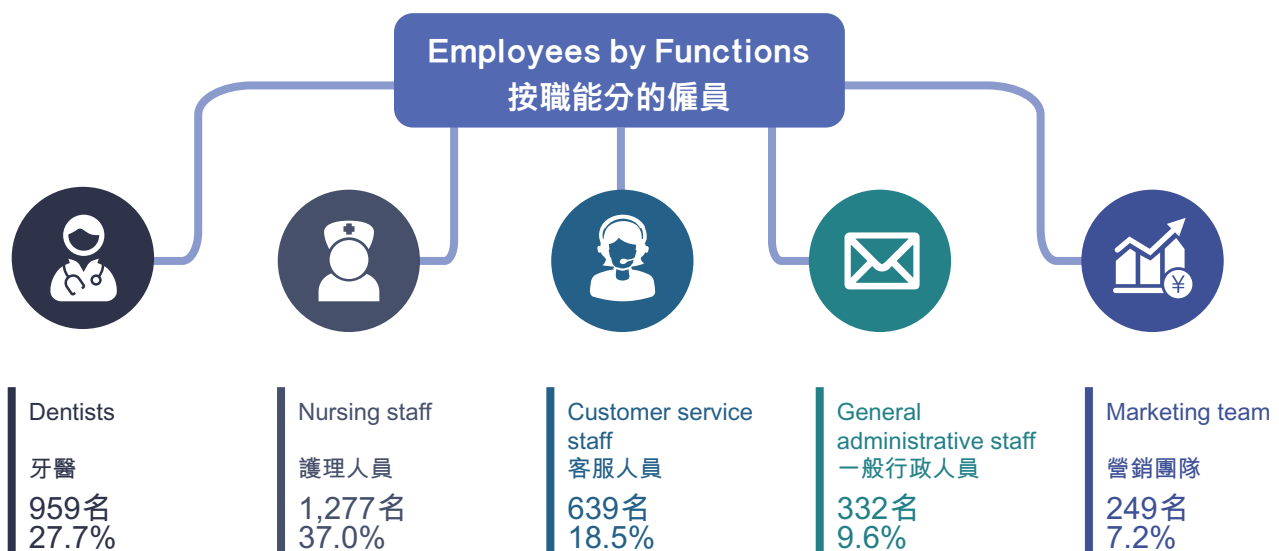 Employees by Functions
按職能分的僱員
¥
Dentists
牙醫
959名
27.7%
Nursing staff
護理人員
1,277名
37.0%
Customer service
staff
客服人員
639名
18.5%
General
administrative staff
一般行政人員
332名
9.6%
Marketing team
營銷團隊
249名
7.2%